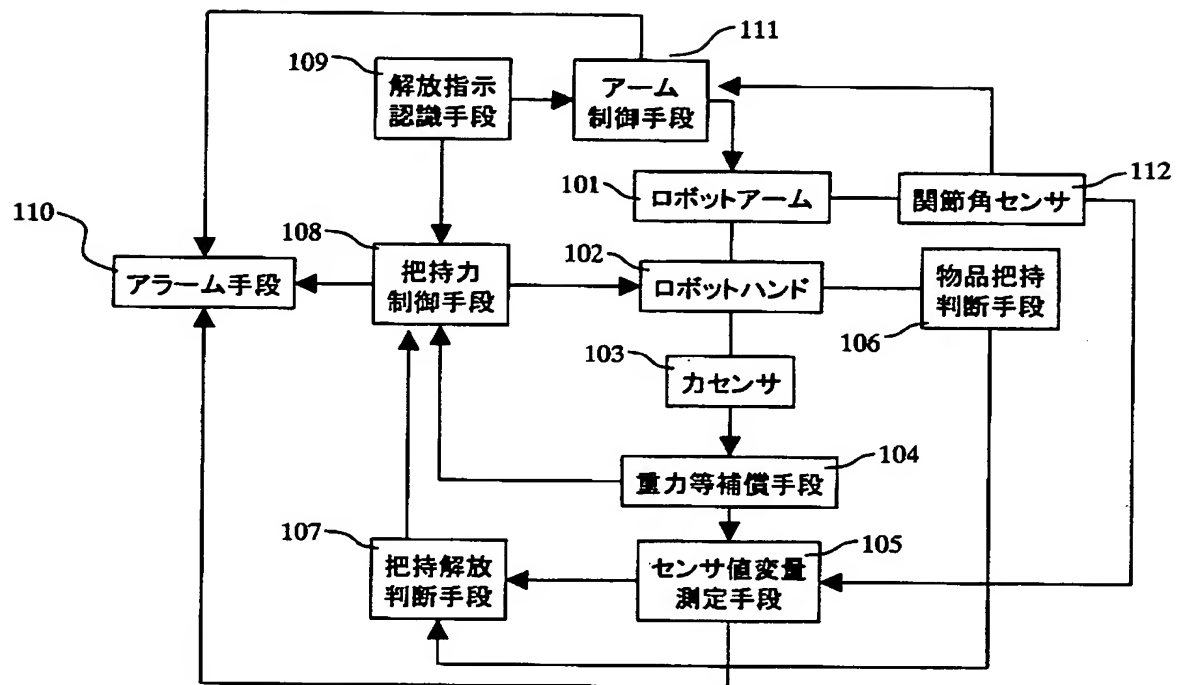 111
109
解放指示
認識手段
アーム
制御手段
112
101
ロボットアーム
関節角センサ
110
アラーム手段
108
把持力
制御手段
102
ロボットハンド
物品把持
判断手段
106
103
力センサ
104
重力等補償手段
107
把持解放
判断手段
105
センサ値変量
測定手段